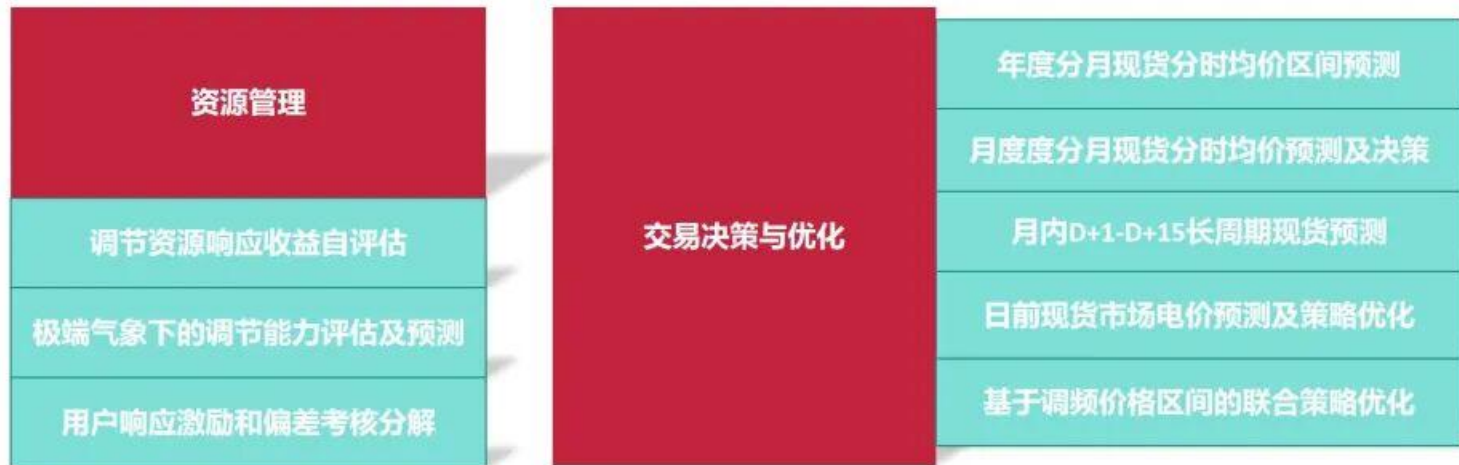 资源管理
调节资源响应收益自评估
极端气象下的调节能力评估及预测
用户响应激励和偏差考核分解
交易决策与优化
年度分月现货分时均价区间预测
月度度分月现货分时均价预测及决策
月内D+1-D+15长周期现货预测
日前现货市场电价预测及策略优化
基于调频价格区间的联合策略优化